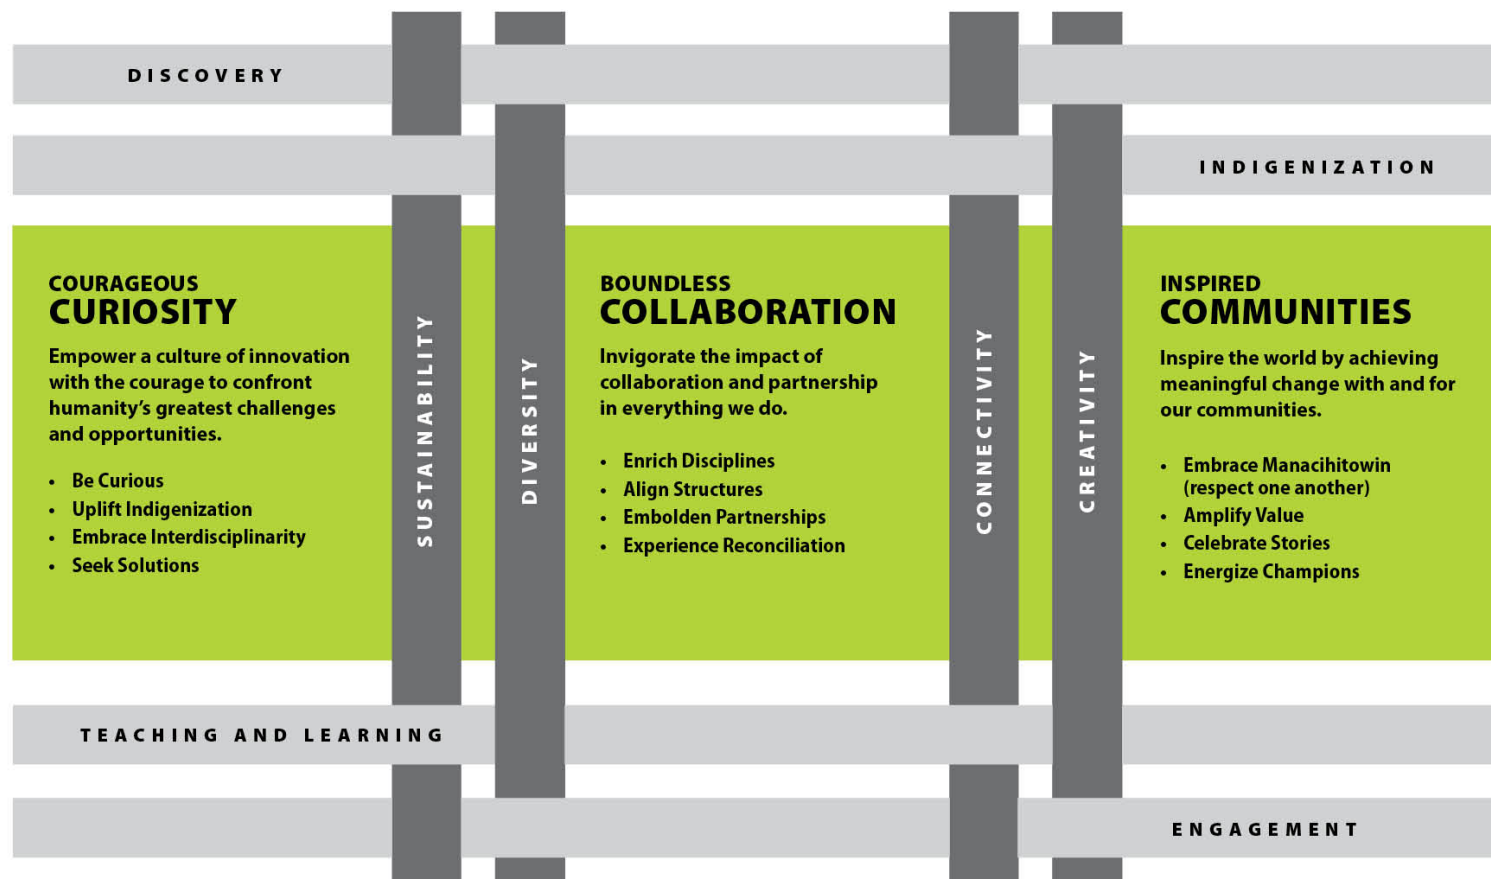 DISCOVERY
INDIGENIZATION
COURAGEOUS
CURIOSITY
Empower a culture of innovation
with the courage to confront
humanity’s greatest challenges
and opportunities.
• Be Curious
• Uplift Indigenization
• Embrace Interdisciplinarity
• Seek Solutions
SUSTAINABILITY
DIVERSITY
BOUNDLESS
COLLABORATION
Invigorate the impact of
collaboration and partnership
in everything we do.
• Enrich Disciplines
• Align Structures
• Embolden Partnerships
• Experience Reconciliation
CONNECTIVITY
CREATIVITY
INSPIRED
COMMUNITIES
Inspire the world by achieving
meaningful change with and for
our communities.
• Embrace Manacihitowin
(respect one another)
• Amplify Value
• Celebrate Stories
• Energize Champions
TEACHING AND LEARNING
ENGAGEMENT